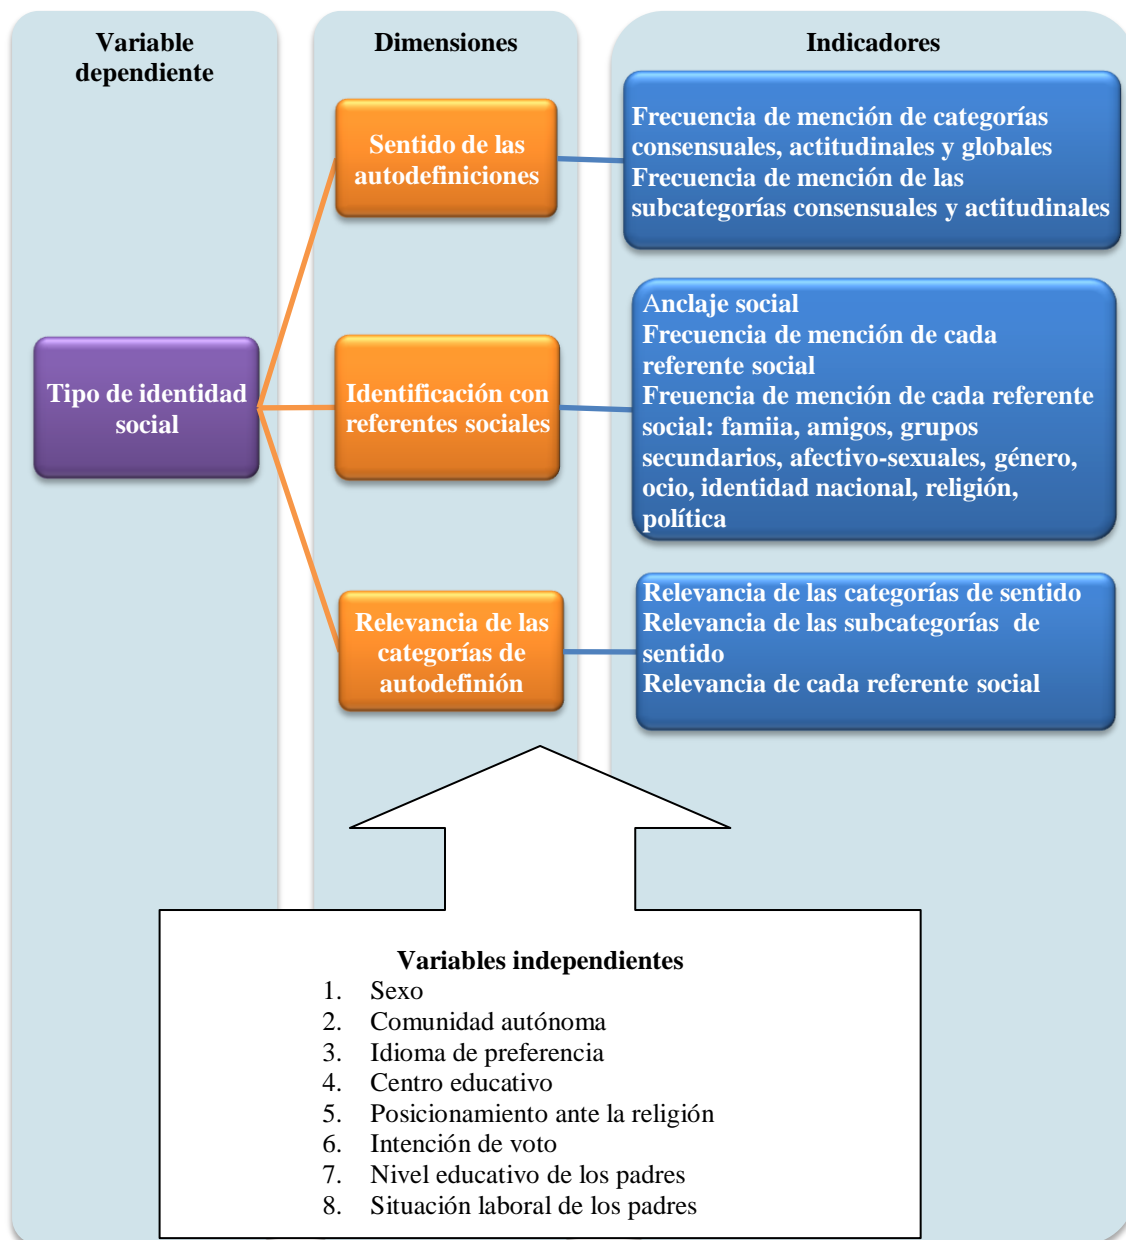 Variable
dependiente
Dimensiones
Indicadores
Tipo de identidad
social
Sentido de las
autodefiniciones
Frecuencia de mención de categorías
consensuales, actitudinales y globales
Frecuencia de mención de las
subcategorías consensuales y actitudinales
Identificación con
referentes sociales
Anclaje social
Frecuencia de mención de cada
referente social
Freuencia de mención de cada referente
social: famiia, amigos, grupos
secundarios, afectivo-sexuales, género,
ocio, identidad nacional, religión,
política
Relevancia de las
categorías de
autodefinión
Relevancia de las categorías de sentido
Relevancia de las subcategorías de
sentido
Relevancia de cada referente social
Variables independientes
1. Sexo
2. Comunidad autónoma
3. Idioma de preferencia
4. Centro educativo
5. Posicionamiento ante la religión
6. Intención de voto
7. Nivel educativo de los padres
8. Situación laboral de los padres